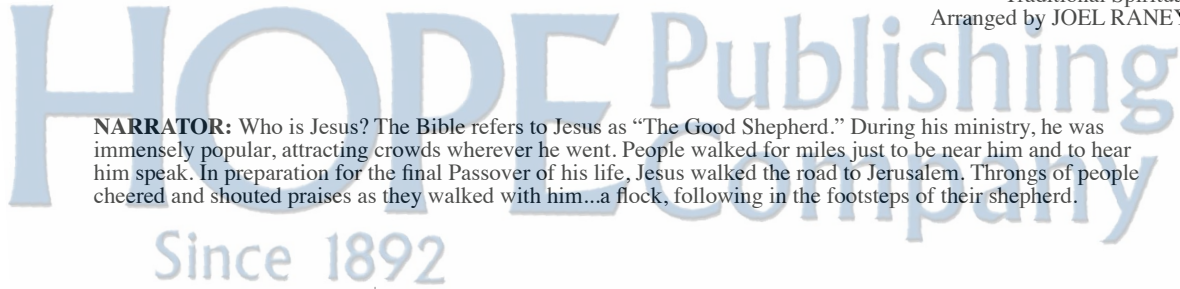 Traditional Spiritual
Arranged by JOEL RANEY
HOPE Publishing Company
Since 1892
NARRATOR: Who is Jesus? The Bible refers to Jesus as “The Good Shepherd.” During his ministry, he was
immensely popular, attracting crowds wherever he went. People walked for miles just to be near him and to hear
him speak. In preparation for the final Passover of his life, Jesus walked the road to Jerusalem. Throngs of people
cheered and shouted praises as they walked with him...a flock, following in the footsteps of their shepherd.